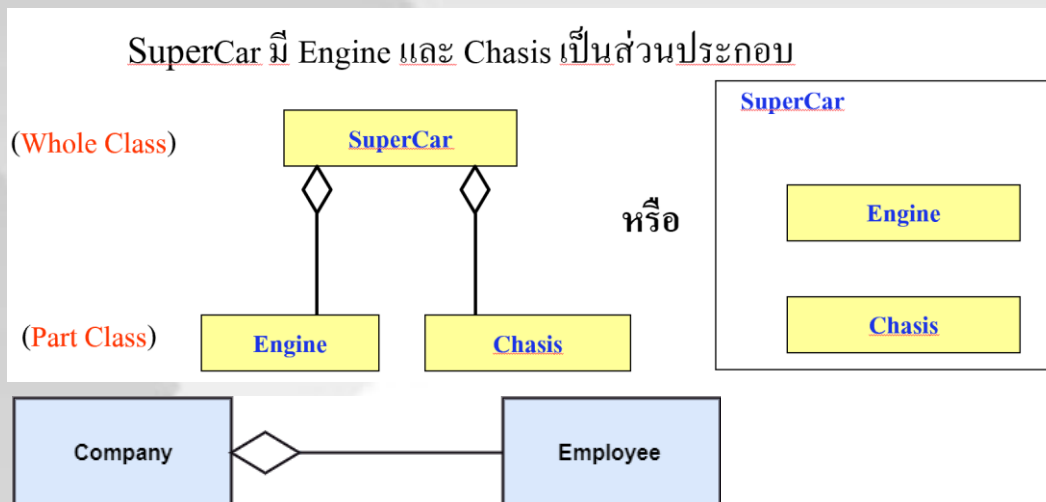 SuperCar มี Engine และ Chasis เป็นส่วนประกอบ
(Whole Class)
SuperCar
(Part Class)
Engine
Chasis
หรือ
SuperCar
Engine
Chasis
Company
Employee